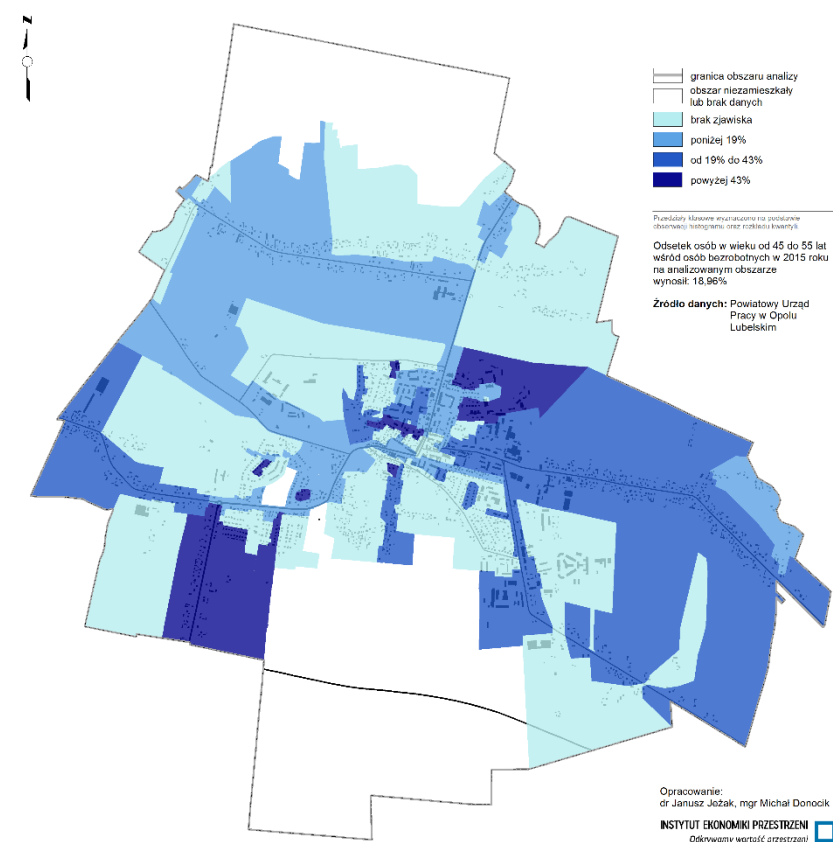 N
granica obszaru analizy
obszar niezamieszkały
lub brak danych
brak zjawiska
poniżej 19%
od 19% do 43%
powyżej 43%
Przedziały klasowe wyznaczono na podstawie
obserwacji histogramu oraz rozkładu kwantyli
Odsetek osób w wieku od 45 do 55 lat
wśród osób bezrobotnych w 2015 roku
na analizowanym obszarze
wynosił: 18,96%
Źródło danych: Powiatowy Urząd
Pracy w Opolu
Lubelskim
Opracowanie:
dr Janusz Jeżak, mgr Michał Donocik
INSTYTUT EKONOMIKI PRZESTRZENI
Odkrywamy wartość przestrzeni